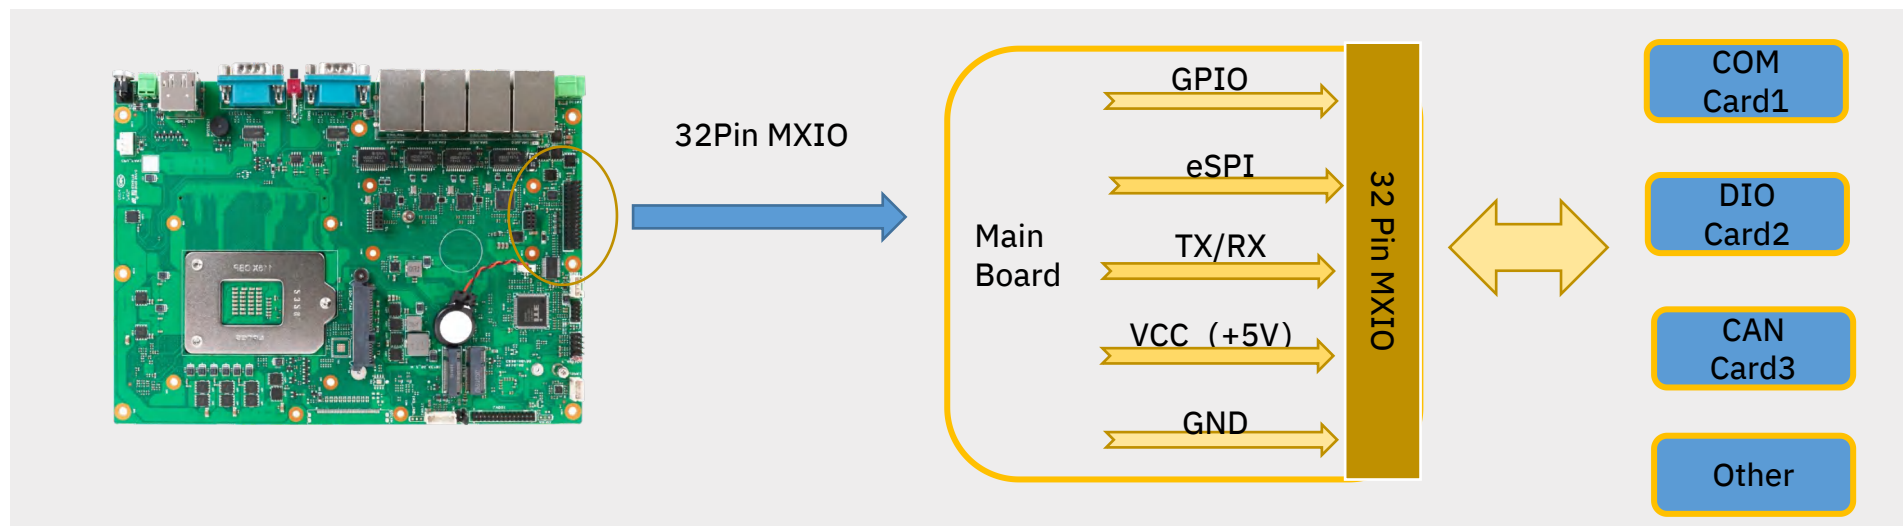 32Pin MXIO
Main
Board
GPIO
eSPI
TX/RX
VCC（+5V）
GND
32 Pin MXIO
COM
Card1
DIO
Card2
CAN
Card3
Other